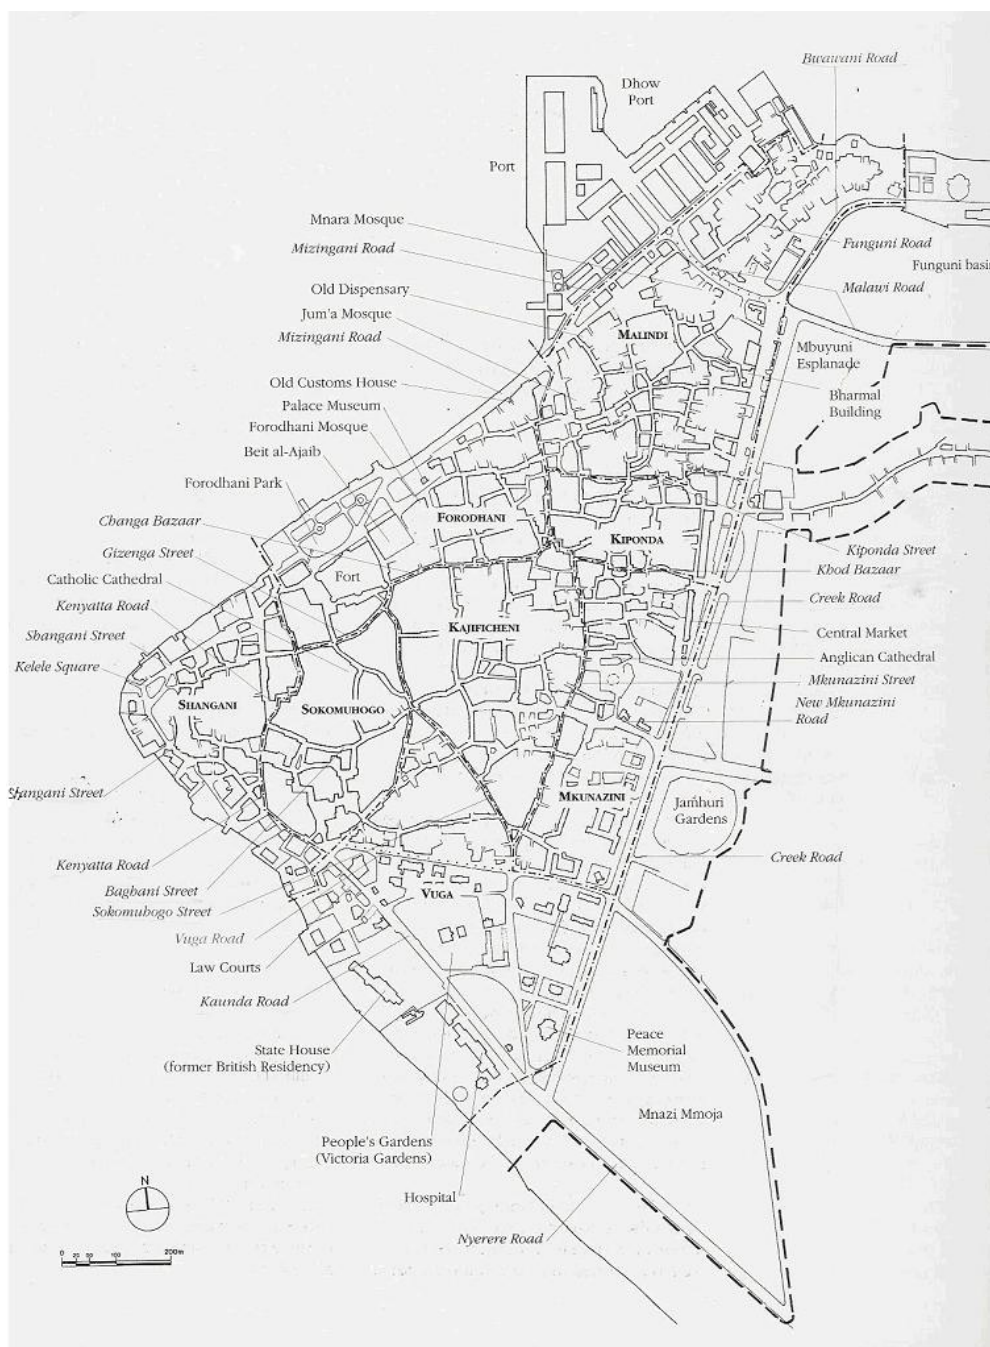 Bwawani Road
Dhow
Port
Port
Mnara Mosque
Mizingani Road
Funguni Road
Funguni basi
Malawi Road
Old Dispensary
Jum'a Mosque
Mizingani Road
MALINDI
Mbuyuni
Esplanade
Old Customs House
Bharmal
Building
Palace Museum
Forodhani Mosque
Beit al-Ajaib
Forodhani Park
Changa Bazaar
FORODHANI
KIPONDA
Gizenga Street
Kiponda Street
Khod Bazaar
Catholic Cathedral
Fort
Kenyatta Road
Creek Road
Shangani Street
KAJIFICHENI
Central Market
Kelele Square
Anglican Cathedral
Mkunazini Street
SHANGANI
SOKOMUHOGO
New Mkunazini
Road
Shangani Street
MKUNAZINI
Jamhuri
Gardens
Kenyatta Road
Creek Road
Baghani Street
VUGA
Sokomuhogo Street
Vuga Road
Law Courts
Kaunda Road
State House
(former British Residency)
Peace
Memorial
Museum
Mnazi Mmoja
People's Gardens
(Victoria Gardens)
Hospital
Nyerere Road
N
0 25 50 100 200m